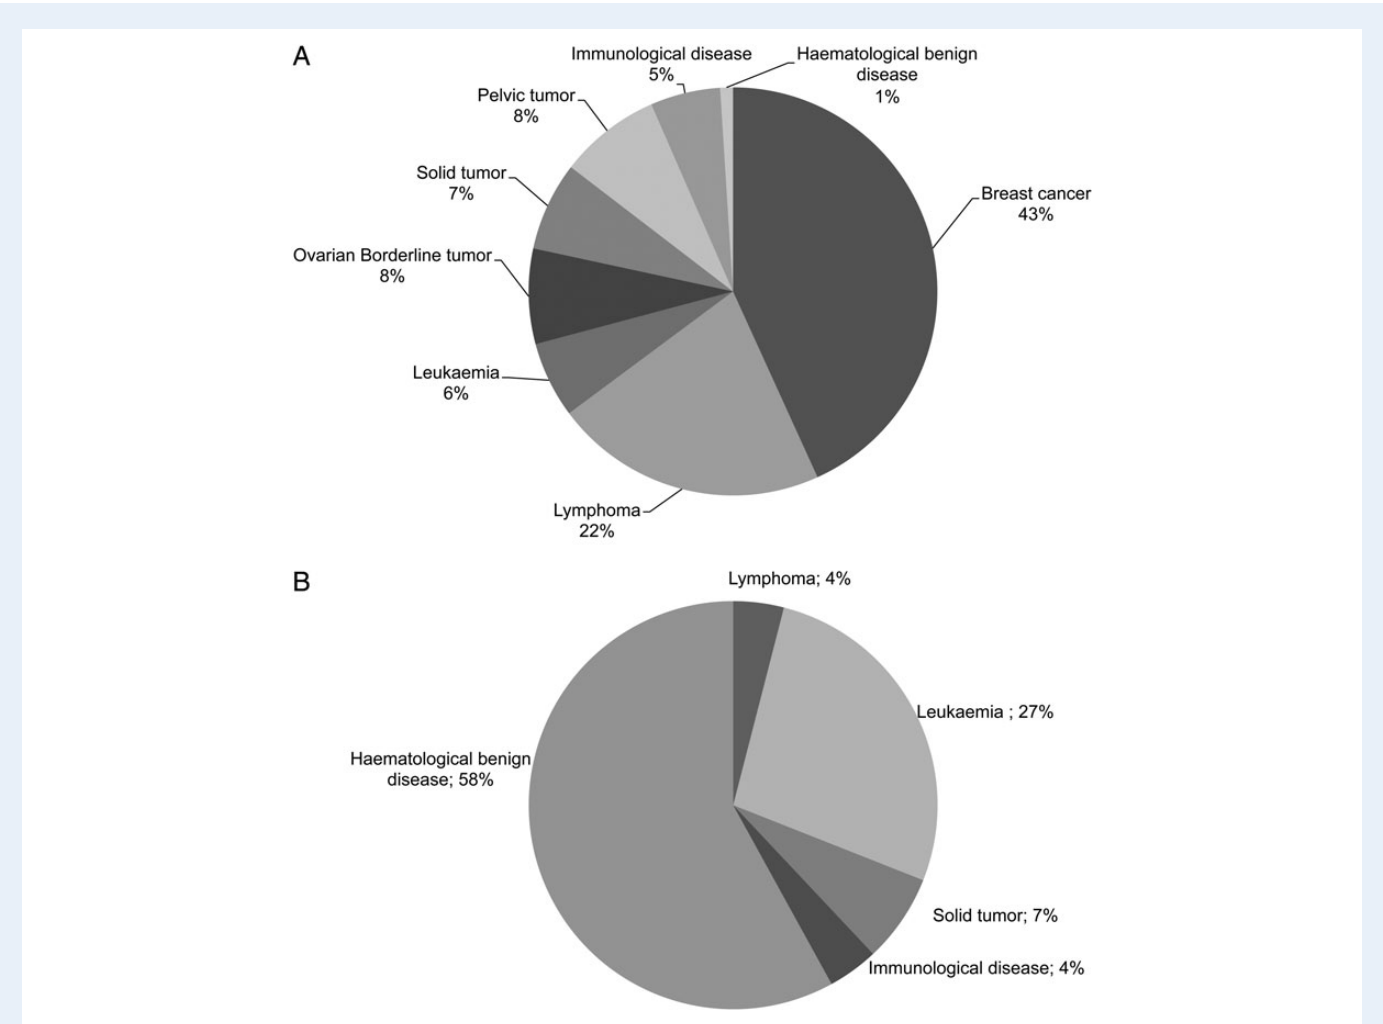 A
Immunological disease
5%
Haematological benign
disease
1%
Pelvic tumor
8%
Solid tumor
7%
Breast cancer
43%
Ovarian Borderline tumor
8%
Leukaemia
6%
Lymphoma
22%
B
Lymphoma; 4%
Leukaemia ; 27%
Haematological benign
disease; 58%
Solid tumor; 7%
Immunological disease; 4%